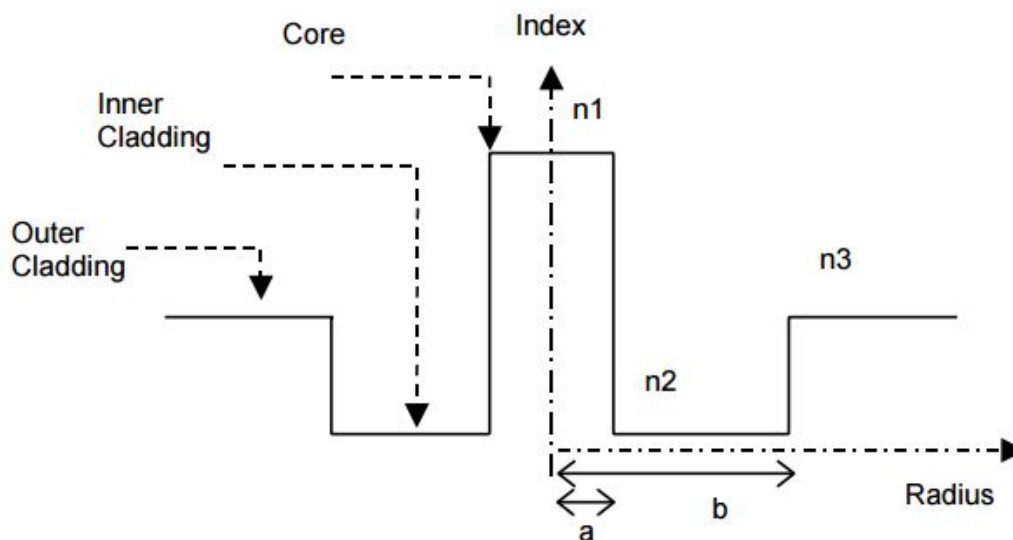 Core
Index
n1
Inner
Cladding
Outer
Cladding
n3
n2
Radius
b
a